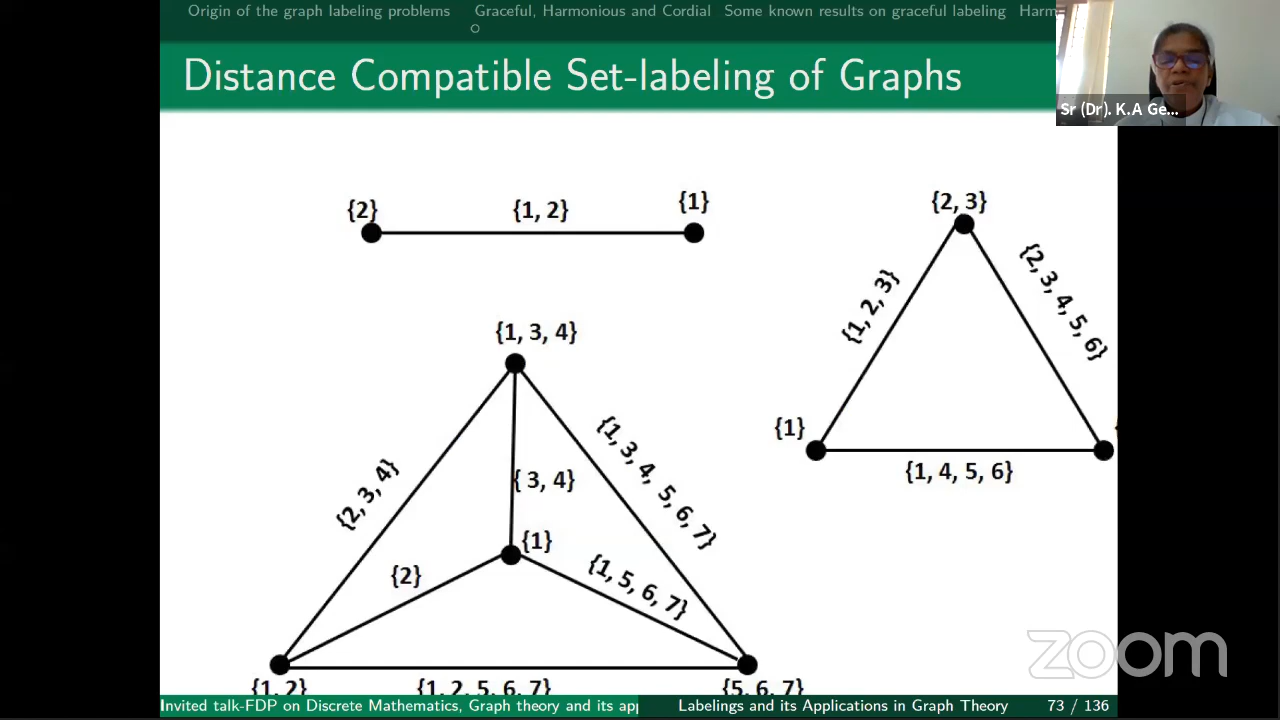 Origin of the graph labeling problems Graceful, Harmonious and Cordial Some known results on graceful labeling Harm
Distance Compatible Set-labeling of Graphs
Sr (Dr). K.A Ge...
{2} {1, 2} {1}
{2, 3}
{1, 2, 3}
{2, 3, 4, 5, 6}
{1}
{1, 4, 5, 6}
{1, 3, 4}
{2, 3, 4}
{ 3, 4}
{1, 3, 4, 5, 6, 7}
{1}
{2}
{1, 5, 6, 7}
{1, 2} {1, 2, 5, 6, 7} {5, 6, 7}
zoom
Invited talk-FDP on Discrete Mathematics, Graph theory and its app Labelings and its Applications in Graph Theory 73 / 136